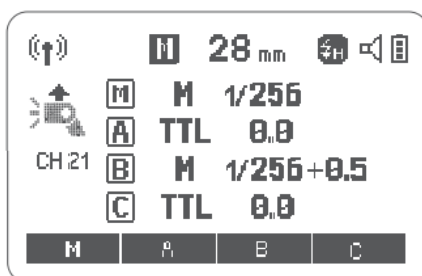 M 28 mm H
M M 1/256
A TTL 0.0
CH 21 B M 1/256+0.5
C TTL 0.0
M A B C